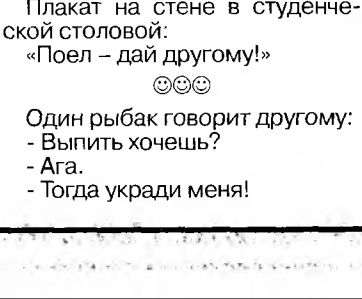 Плакат на стене в студенче-
ской столовой:
«Поел – дай другому!»
☺☺☺
Один рыбак говорит другому:
- Выпить хочешь?
- Ага.
- Тогда укради меня!